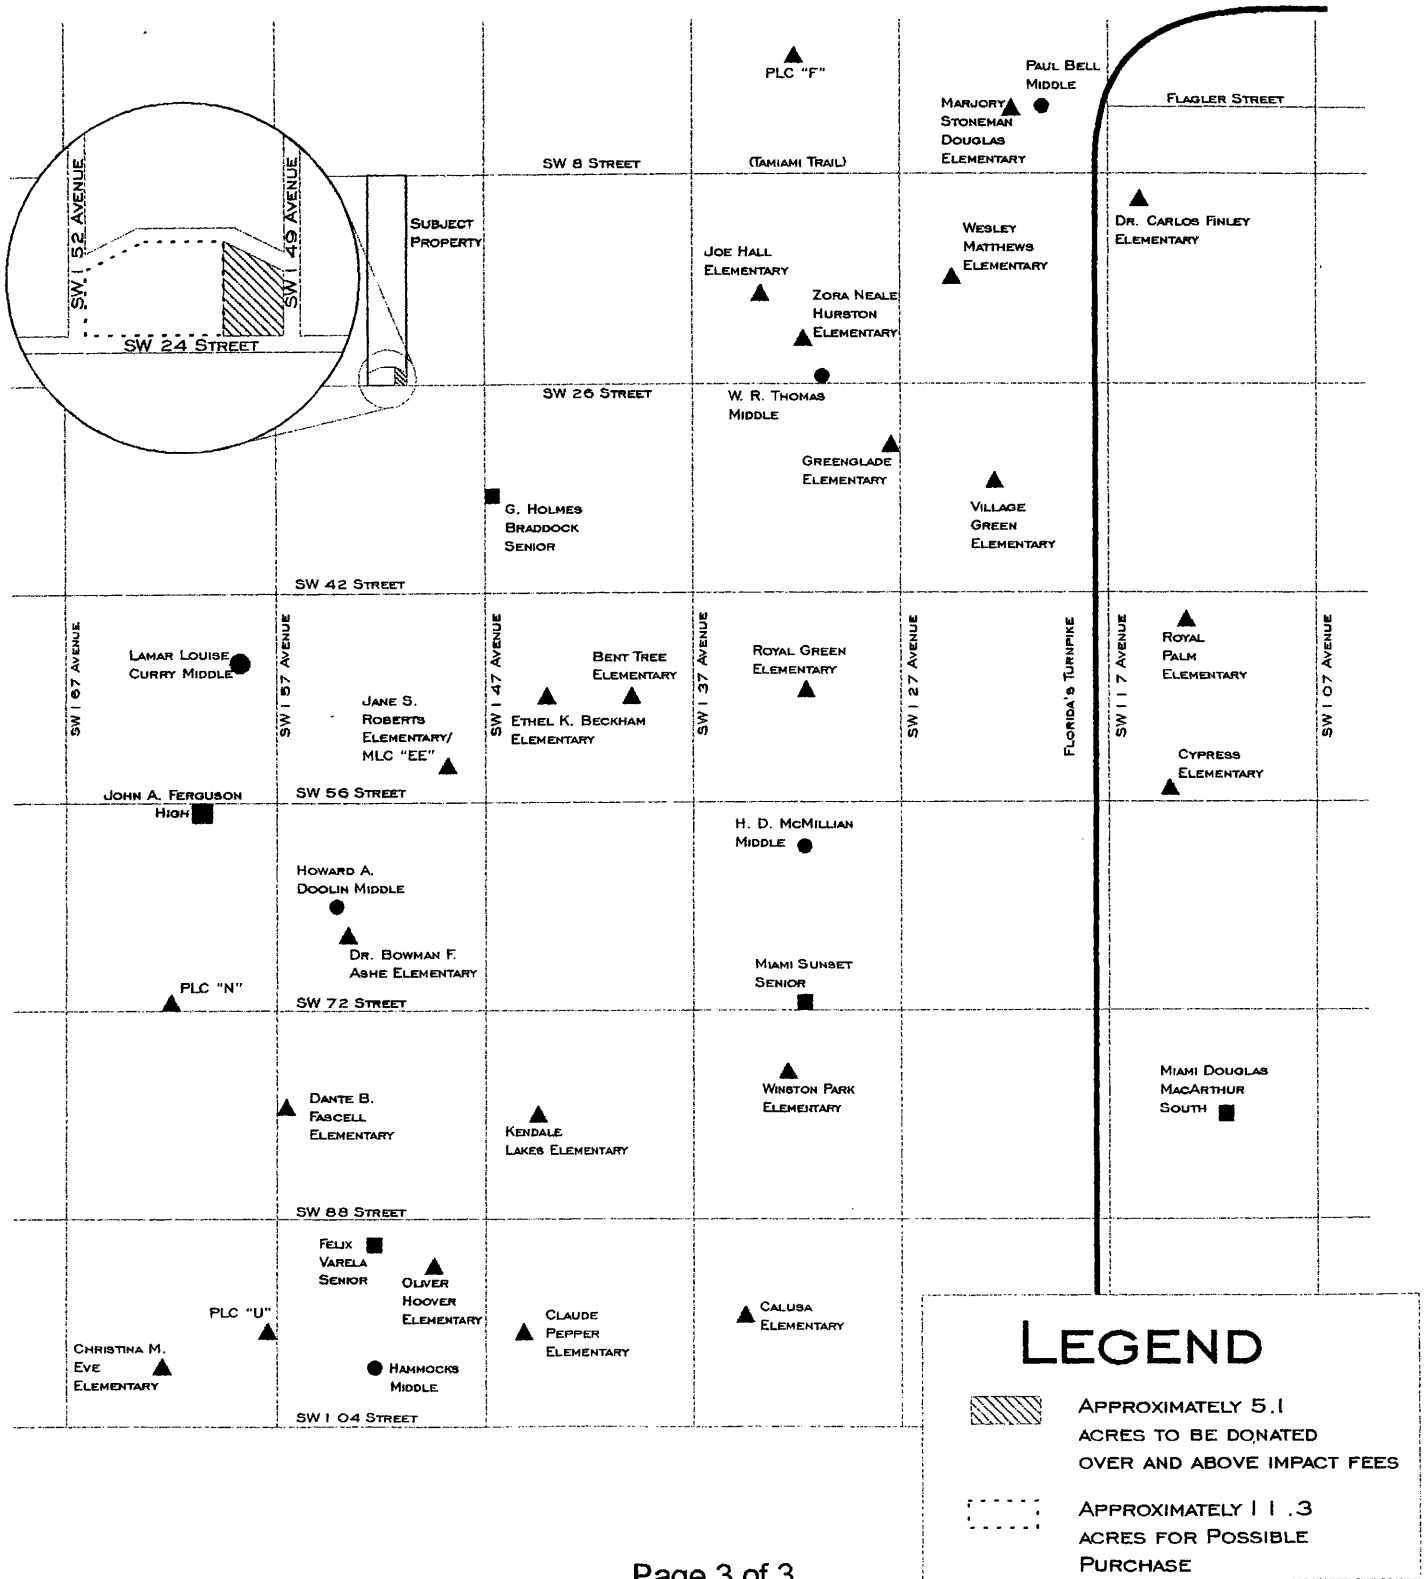 PLC "F"
PAUL BELL
MIDDLE
MARJORY
STONEMAN
DOUGLAS
ELEMENTARY
FLAGLER STREET
SW 8 STREET
(TAMIAMI TRAIL)
SW 152 AVENUE
SW 149 AVENUE
SW 24 STREET
SUBJECT
PROPERTY
JOE HALL
ELEMENTARY
WESLEY
MATTHEWS
ELEMENTARY
DR. CARLOS FINLEY
ELEMENTARY
ZORA NEALE
HURSTON
ELEMENTARY
SW 26 STREET
W. R. THOMAS
MIDDLE
GREENGLADE
ELEMENTARY
G. HOLMES
BRADDOCK
SENIOR
VILLAGE
GREEN
ELEMENTARY
SW 42 STREET
SW 167 AVENUE
SW 157 AVENUE
SW 147 AVENUE
SW 137 AVENUE
SW 127 AVENUE
FLORIDA'S TURNPIKE
SW 117 AVENUE
SW 107 AVENUE
LAMAR LOUISE
CURRY MIDDLE
JANE S.
ROBERTS
ELEMENTARY/
MLC "EE"
BENT TREE
ELEMENTARY
ETHEL K. BECKHAM
ELEMENTARY
ROYAL GREEN
ELEMENTARY
ROYAL
PALM
ELEMENTARY
CYPRESS
ELEMENTARY
SW 56 STREET
JOHN A. FERGUSON
HIGH
H. D. MCMILLIAN
MIDDLE
HOWARD A.
DOOLIN MIDDLE
DR. BOWMAN F.
ASHE ELEMENTARY
PLC "N"
MIAMI SUNSET
SENIOR
SW 72 STREET
WINSTON PARK
ELEMENTARY
MIAMI DOUGLAS
MACARTHUR
SOUTH
DANTE B.
FASCELL
ELEMENTARY
KENDALE
LAKES ELEMENTARY
SW 88 STREET
FELIX
VARELA
SENIOR
OLIVER
HOOVER
ELEMENTARY
PLC "U"
CLAUDE
PEPPER
ELEMENTARY
CALUSA
ELEMENTARY
CHRISTINA M.
EVE
ELEMENTARY
HAMMOCKS
MIDDLE
SW 104 STREET
LEGEND
APPROXIMATELY 5.1
ACRES TO BE DONATED
OVER AND ABOVE IMPACT FEES
APPROXIMATELY 11.3
ACRES FOR POSSIBLE
PURCHASE
Page 3 of 3